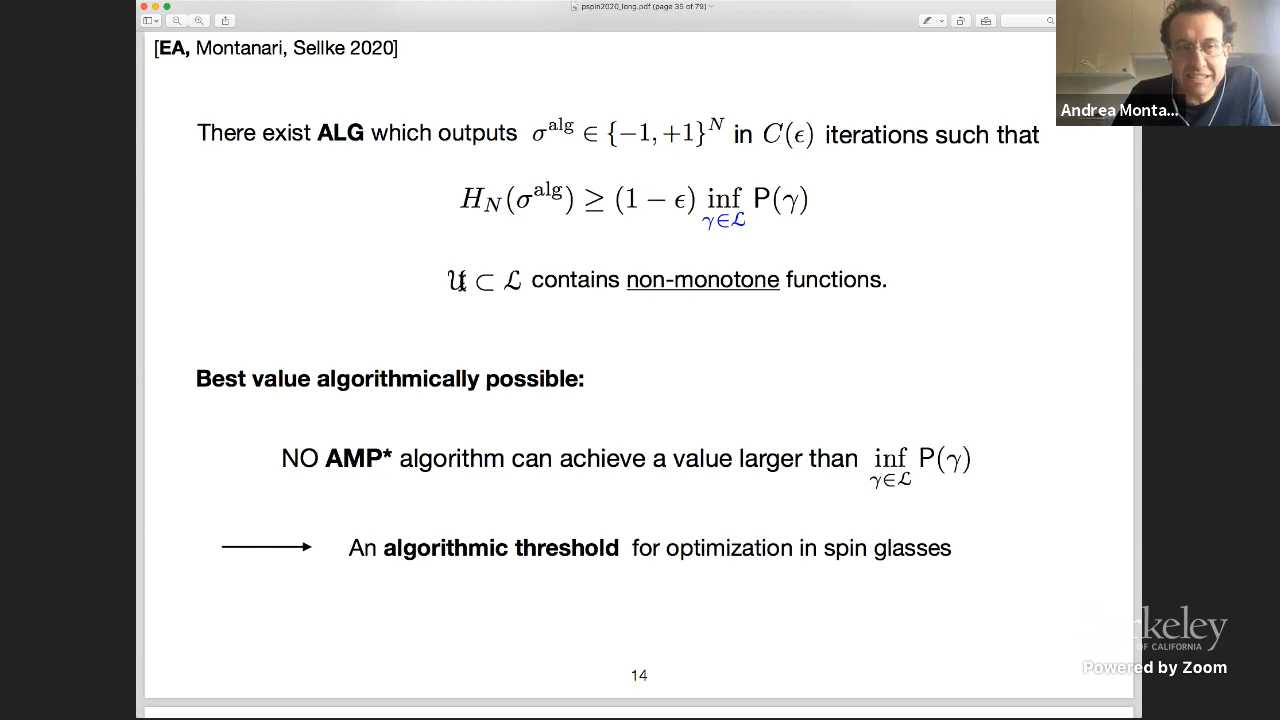 pspin2020_long.pdf (page 35 of 79)
[EA, Montanari, Sellke 2020]
Andrea Monta...
There exist ALG which outputs σ^alg ∈ {−1, +1}^N in C(ϵ) iterations such that
H_N(σ^alg) ≥ (1 − ϵ) inf_{γ∈ℒ} P(γ)
𝒰 ⊂ ℒ contains non-monotone functions.
Best value algorithmically possible:
NO AMP* algorithm can achieve a value larger than inf_{γ∈ℒ} P(γ)
An algorithmic threshold for optimization in spin glasses
rkeley
OF CALIFORNIA
Powered by Zoom
14